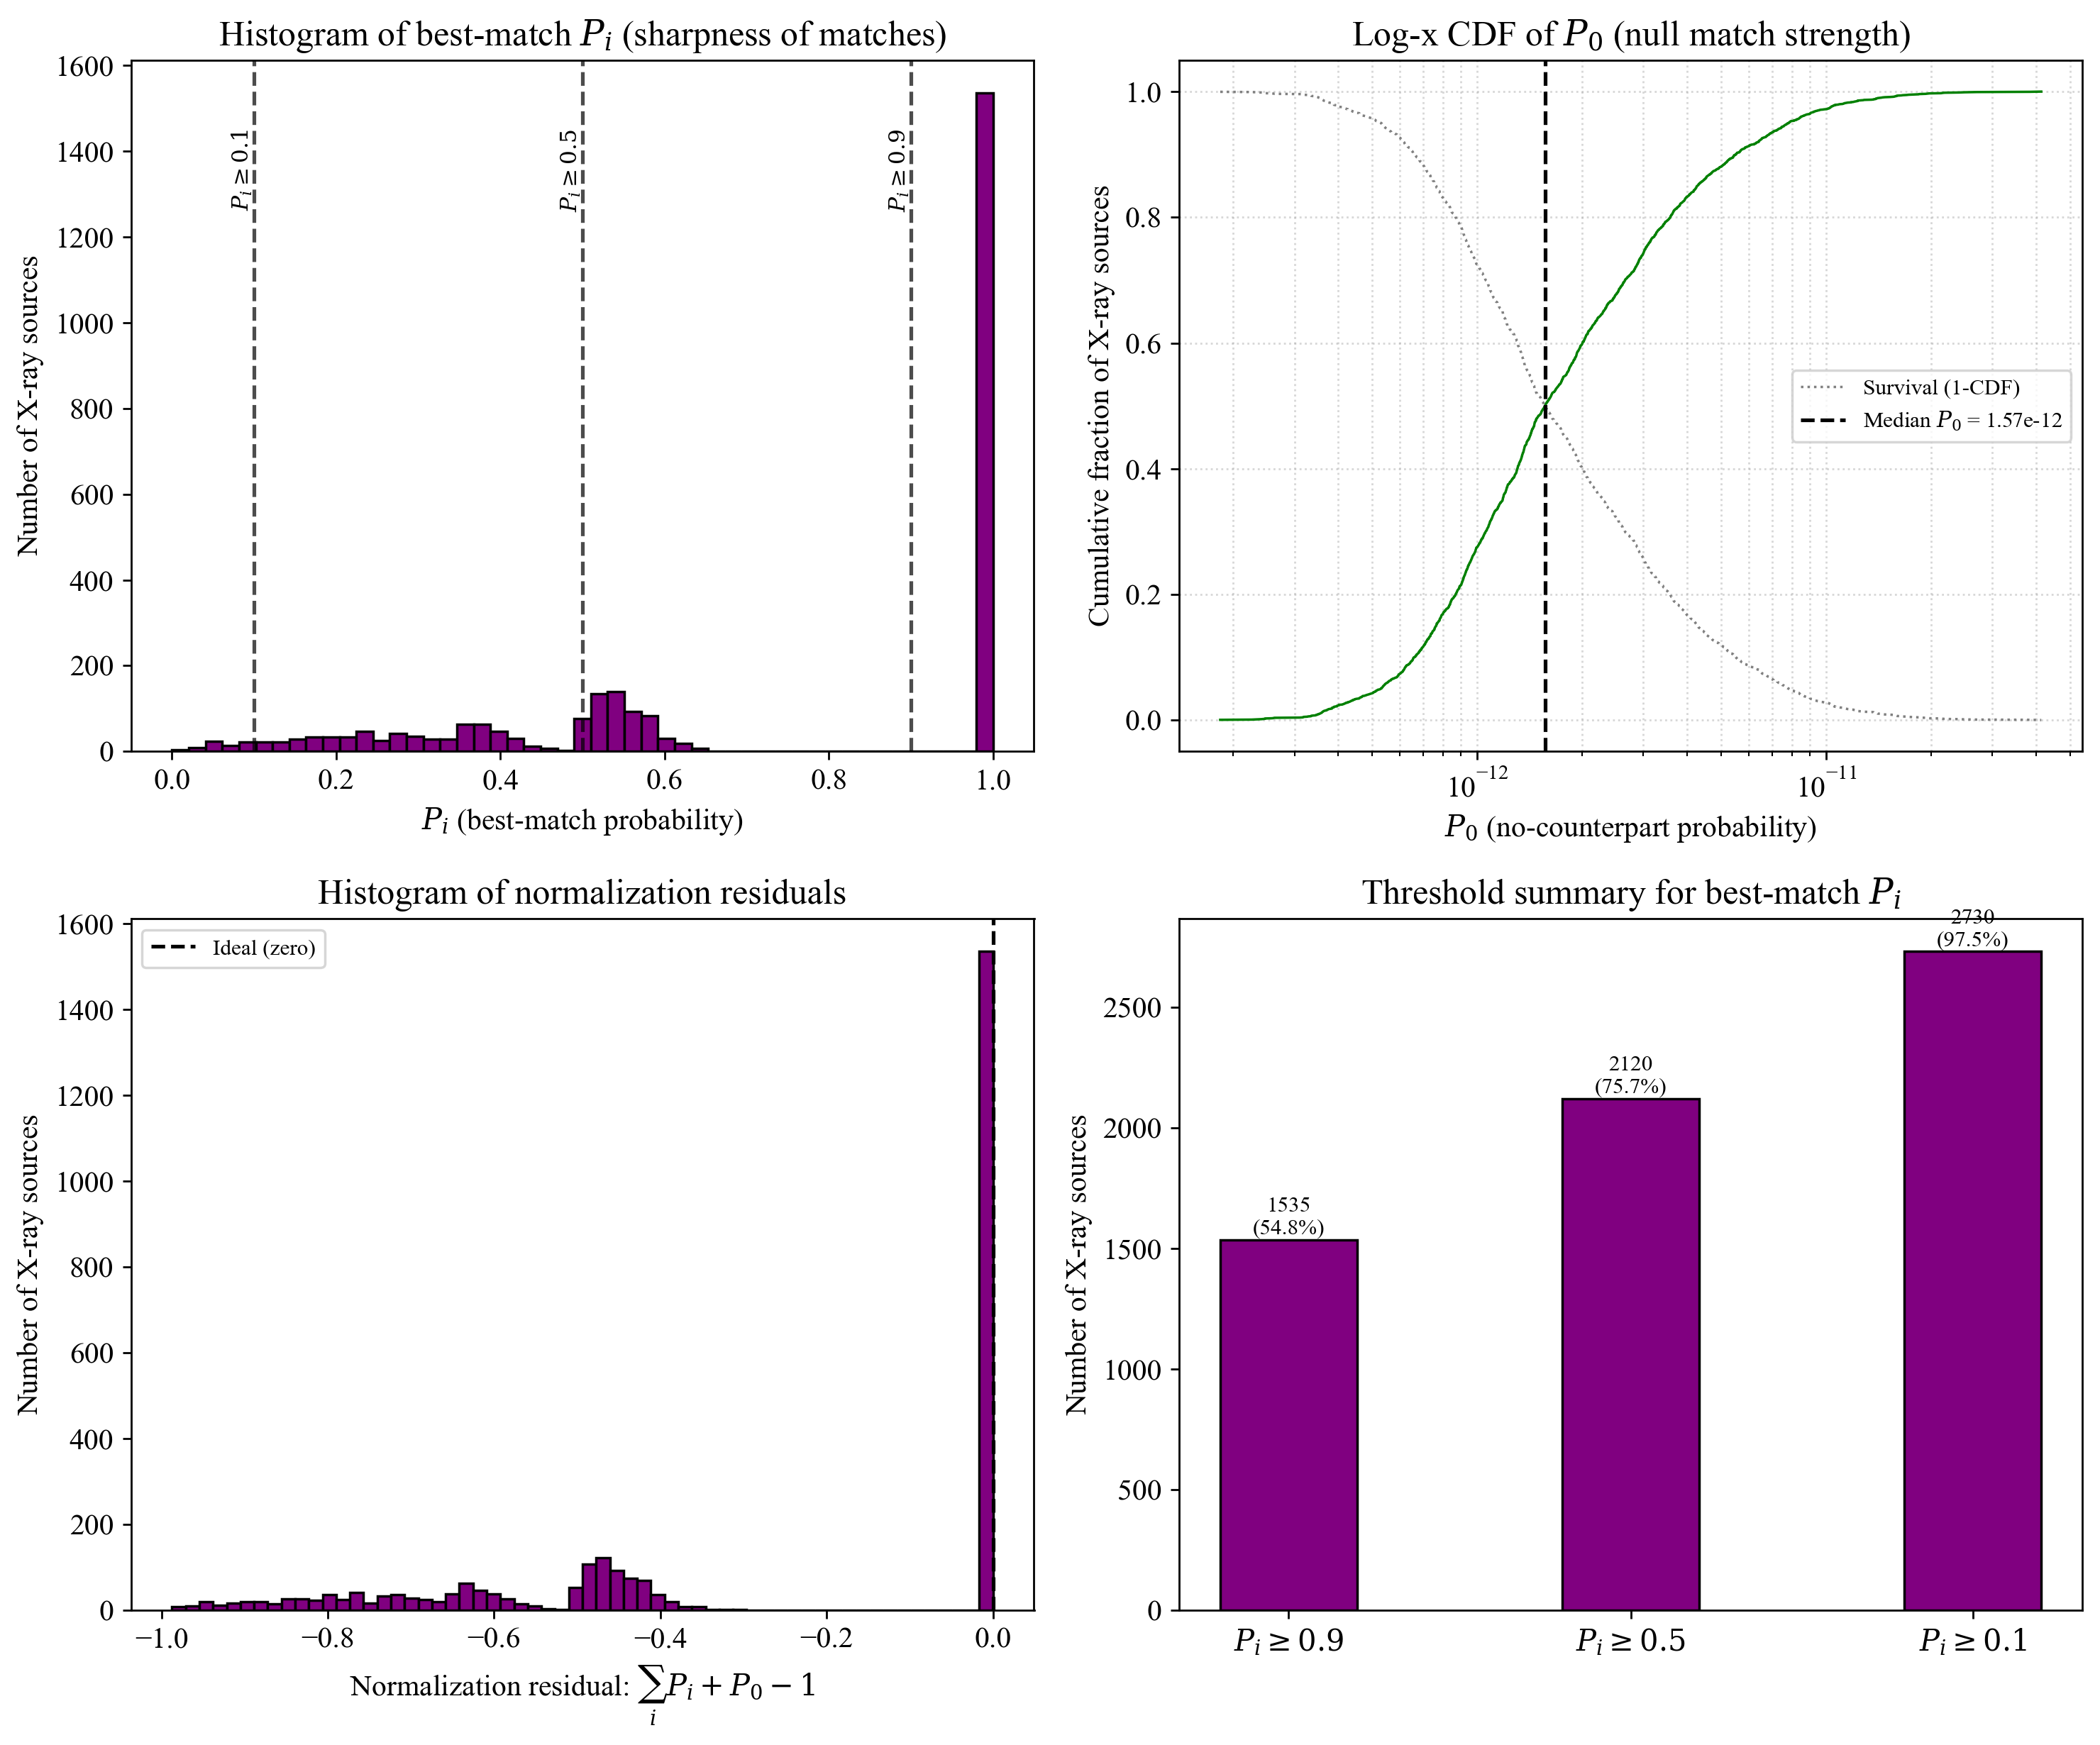 Histogram of best-match P_i (sharpness of matches)
Number of X-ray sources
1600
1400
1200
1000
800
600
400
200
0
P_i ≥ 0.1
P_i ≥ 0.5
P_i ≥ 0.9
0.0 0.2 0.4 0.6 0.8 1.0
P_i (best-match probability)
Log-x CDF of P_0 (null match strength)
Cumulative fraction of X-ray sources
1.0
0.8
0.6
0.4
0.2
0.0
Survival (1-CDF)
Median P_0 = 1.57e-12
10^−12 10^−11
P_0 (no-counterpart probability)
Histogram of normalization residuals
Number of X-ray sources
1600
1400
1200
1000
800
600
400
200
0
Ideal (zero)
−1.0 −0.8 −0.6 −0.4 −0.2 0.0
Normalization residual: ∑_i P_i + P_0 − 1
Threshold summary for best-match P_i
Number of X-ray sources
2500
2000
1500
1000
500
0
1535
(54.8%)
2120
(75.7%)
2730
(97.5%)
P_i ≥ 0.9 P_i ≥ 0.5 P_i ≥ 0.1